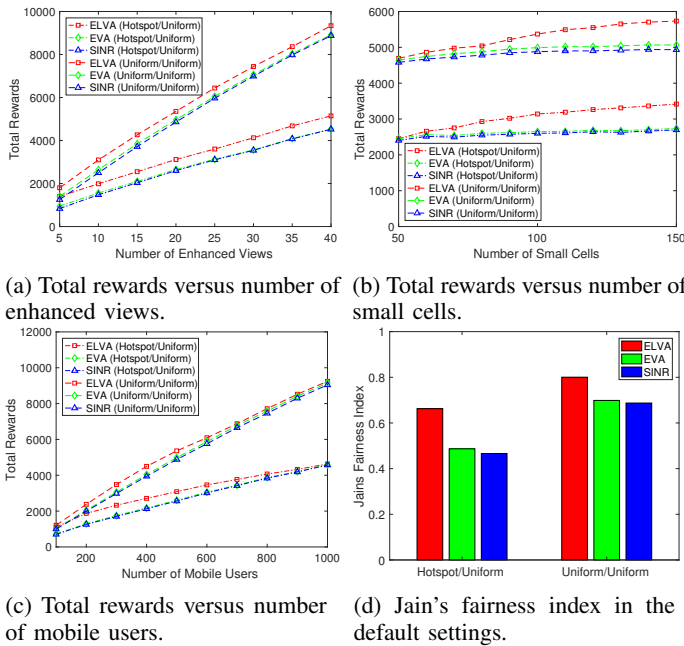 10000
8000
6000
4000
2000
0
Total Rewards
ELVA (Hotspot/Uniform)
EVA (Hotspot/Uniform)
SINR (Hotspot/Uniform)
ELVA (Uniform/Uniform)
EVA (Uniform/Uniform)
SINR (Uniform/Uniform)
5 10 15 20 25 30 35 40
Number of Enhanced Views
(a) Total rewards versus number of
enhanced views.
6000
5000
4000
3000
2000
1000
0
Total Rewards
ELVA (Hotspot/Uniform)
EVA (Hotspot/Uniform)
SINR (Hotspot/Uniform)
ELVA (Uniform/Uniform)
EVA (Uniform/Uniform)
SINR (Uniform/Uniform)
50 100 150
Number of Small Cells
(b) Total rewards versus number of
small cells.
12000
10000
8000
6000
4000
2000
0
Total Rewards
ELVA (Hotspot/Uniform)
EVA (Hotspot/Uniform)
SINR (Hotspot/Uniform)
ELVA (Uniform/Uniform)
EVA (Uniform/Uniform)
SINR (Uniform/Uniform)
200 400 600 800 1000
Number of Mobile Users
(c) Total rewards versus number
of mobile users.
1
0.8
0.6
0.4
0.2
0
Jains Fairness Index
ELVA
EVA
SINR
Hotspot/Uniform Uniform/Uniform
(d) Jain's fairness index in the
default settings.